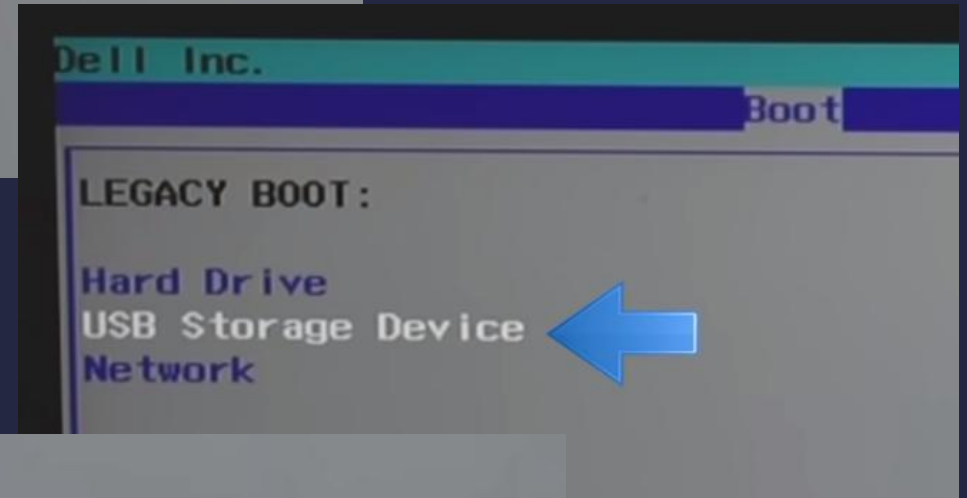 Dell Inc.
Boot
LEGACY BOOT:
Hard Drive
USB Storage Device
Network